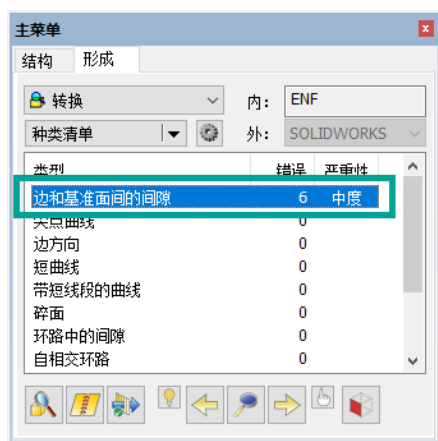 主菜单
结构 形成
转换 内: ENF
种类清单 外: SOLIDWORKS
类型 错误 严重性
边和基准面间的间隙 6 中度
尖点曲线 0
边方向 0
短曲线 0
带短线段的曲线 0
碎面 0
环路中的间隙 0
自相交环路 0